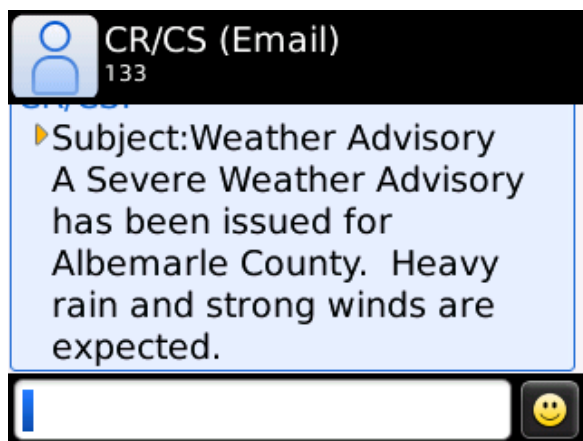 CR/CS (Email)
133
Subject:Weather Advisory
A Severe Weather Advisory
has been issued for
Albemarle County.  Heavy
rain and strong winds are
expected.